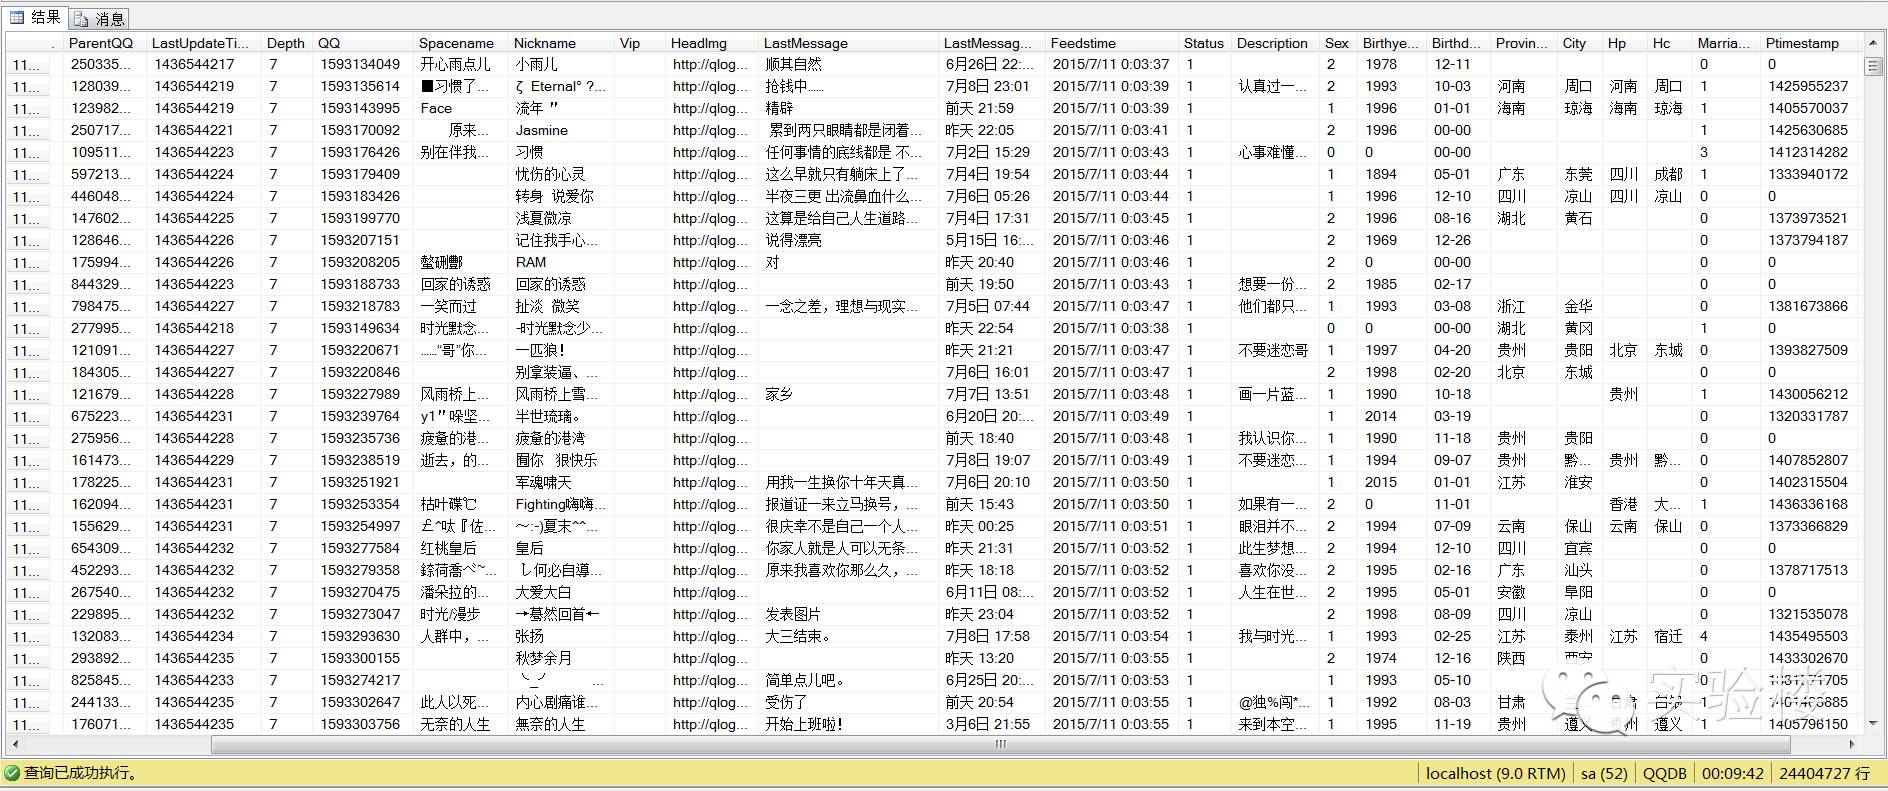 结果 消息
ParentQQ LastUpdateTi... Depth QQ Spacename Nickname Vip HeadImg LastMessage LastMessag... Feedstime Status Description Sex Birthye... Birthd... Provin... City Hp Hc Marria... Ptimestamp
11... 250335... 1436544217 7 1593134049 开心雨点儿 小雨儿 http://qlog... 顺其自然 6月26日 22:... 2015/7/11 0:03:37 1 2 1978 12-11 0 0
11... 128039... 1436544219 7 1593135614 ■习惯了... ζ Eternal° ?... http://qlog... 抢钱中...... 7月8日 23:01 2015/7/11 0:03:39 1 认真过一... 2 1993 10-03 河南 周口 河南 周口 1 1425955237
11... 123982... 1436544219 7 1593143995 Face 流年〃 http://qlog... 精辟 前天 21:59 2015/7/11 0:03:39 1 1 1996 01-01 海南 琼海 海南 琼海 1 1405570037
11... 250717... 1436544221 7 1593170092 原来... Jasmine http://qlog... 累到两只眼睛都是闭着... 昨天 22:05 2015/7/11 0:03:41 1 2 1996 00-00 1 1425630685
11... 109511... 1436544223 7 1593176426 别在伴我... 习惯 http://qlog... 任何事情的底线都是 不... 7月2日 15:29 2015/7/11 0:03:43 1 心事难懂... 0 0 00-00 3 1412314282
11... 597213... 1436544224 7 1593179409 忧伤的心灵 http://qlog... 这么早就只有躺床上了... 7月4日 19:54 2015/7/11 0:03:44 1 1 1894 05-01 广东 东莞 四川 成都 1 1333940172
11... 446048... 1436544224 7 1593183426 转身 说爱你 http://qlog... 半夜三更 出流鼻血什么... 7月6日 05:26 2015/7/11 0:03:44 1 1 1996 12-10 四川 凉山 四川 凉山 0 0
11... 147602... 1436544225 7 1593199770 浅夏微凉 http://qlog... 这算是给自己人生道路... 7月4日 17:31 2015/7/11 0:03:45 1 2 1996 08-16 湖北 黄石 0 1373973521
11... 128646... 1436544226 7 1593207151 记住我手心... http://qlog... 说得漂亮 5月15日 16:... 2015/7/11 0:03:46 1 2 1969 12-26 0 1373794187
11... 175994... 1436544226 7 1593208205 RAM http://qlog... 对 昨天 20:40 2015/7/11 0:03:46 1 2 0 00-00 0 0
11... 844329... 1436544226 7 1593188733 回家的诱惑 回家的诱惑 http://qlog... 前天 19:50 2015/7/11 0:03:46 1 想要一份... 2 1985 02-17 0 0
11... 798475... 1436544227 7 1593218783 一笑而过 扯淡 微笑 http://qlog... 一念之差，理想与现实... 7月5日 07:44 2015/7/11 0:03:47 1 他们都只... 1 1993 03-08 浙江 金华 0 1381673866
11... 277995... 1436544218 7 1593149634 时光默念... -时光默念少... http://qlog... 昨天 22:54 2015/7/11 0:03:38 1 0 0 00-00 湖北 黄冈 1 0
11... 121091... 1436544227 7 1593220671 ......“哥”你... 一匹狼！ http://qlog... 昨天 21:21 2015/7/11 0:03:47 1 不要迷恋哥 1 1997 04-20 贵州 贵阳 北京 东城 0 1393827509
11... 184305... 1436544227 7 1593220846 别拿装逼、... http://qlog... 7月6日 16:01 2015/7/11 0:03:47 1 2 1998 02-20 北京 东城 0 0
11... 121679... 1436544228 7 1593227989 风雨桥上... 风雨桥上雪... http://qlog... 家乡 7月7日 13:51 2015/7/11 0:03:48 1 画一片蓝... 1 1990 10-18 贵州 1 1430056212
11... 675223... 1436544231 7 1593239764 y1〃哚坚... 半世琉璃。 http://qlog... 6月20日 20:... 2015/7/11 0:03:49 1 1 2014 03-19 0 1320331787
11... 275956... 1436544228 7 1593235736 疲惫的港... 疲惫的港湾 http://qlog... 前天 18:40 2015/7/11 0:03:48 1 我认识你... 1 1990 11-18 贵州 贵阳 0 0
11... 161473... 1436544229 7 1593238519 逝去，的... 囿你 狠快乐 http://qlog... 7月8日 19:07 2015/7/11 0:03:49 1 不要迷恋... 1 1994 09-07 贵州 黔... 贵州 黔... 0 1407852807
11... 178225... 1436544231 7 1593251921 军魂啸天 http://qlog... 用我一生换你十年天真... 7月6日 20:10 2015/7/11 0:03:50 1 1 2015 01-01 江苏 淮安 0 1402315504
11... 162094... 1436544231 7 1593253354 枯叶碟℃ Fighting嗨嗨... http://qlog... 报道证一来立马换号，... 前天 15:43 2015/7/11 0:03:50 1 如果有一... 2 0 11-01 香港 大... 1 1436336168
11... 155629... 1436544231 7 1593254997 ～:-)夏末^^... http://qlog... 很庆幸不是自己一个人... 昨天 00:25 2015/7/11 0:03:51 1 眼泪并不... 2 1994 07-09 云南 保山 云南 保山 0 1373366829
11... 654309... 1436544232 7 1593277584 红桃皇后 皇后 http://qlog... 你家人就是人可以无条... 昨天 21:31 2015/7/11 0:03:52 1 此生梦想... 2 1994 12-10 四川 宜宾 0 0
11... 452293... 1436544232 7 1593279358 乚何必自導... http://qlog... 原来我喜欢你那么久，... 昨天 18:18 2015/7/11 0:03:52 1 喜欢你没... 2 1995 02-16 广东 汕头 0 1378717513
11... 267540... 1436544232 7 1593270475 潘朵拉的... 大爱大白 http://qlog... 6月11日 08:... 2015/7/11 0:03:52 1 人生在世... 2 1995 05-01 安徽 阜阳 0 0
11... 229895... 1436544232 7 1593273047 时光/漫步 →蓦然回首← http://qlog... 发表图片 昨天 23:04 2015/7/11 0:03:52 1 2 1998 08-09 四川 凉山 0 1321535078
11... 132083... 1436544234 7 1593293630 人群中，... 张扬 http://qlog... 大三结束。 7月8日 17:58 2015/7/11 0:03:54 1 我与时光... 1 1993 02-25 江苏 泰州 江苏 宿迁 4 1435495503
11... 293892... 1436544235 7 1593300155 秋梦余月 http://qlog... 昨天 13:20 2015/7/11 0:03:55 1 2 1974 12-16 陕西 西安 0 1433302670
11... 825845... 1436544233 7 1593274217 ╰_╯ ... http://qlog... 简单点儿吧。 6月25日 20:... 2015/7/11 0:03:53 1 1 1993 05-10 0
11... 244133... 1436544235 7 1593302647 此人以死... 内心剧痛谁... http://qlog... 受伤了 前天 20:54 2015/7/11 0:03:55 1 @独%闯*... 1 1992 08-03 甘肃 白银 1
11... 176071... 1436544235 7 1593303756 无奈的人生 無奈的人生 http://qlog... 开始上班啦！ 3月6日 21:55 2015/7/11 0:03:55 1 来到本空... 1 1995 11-19 贵州 遵义 贵州 遵义 1 1405796150
实验楼
查询已成功执行。 localhost (9.0 RTM) sa (52) QQDB 00:09:42 24404727 行